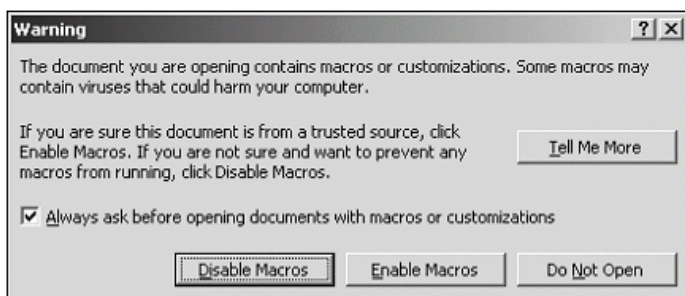 Warning
The document you are opening contains macros or customizations. Some macros may
contain viruses that could harm your computer.
If you are sure this document is from a trusted source, click
Enable Macros. If you are not sure and want to prevent any
macros from running, click Disable Macros.
Tell Me More
Always ask before opening documents with macros or customizations
Disable Macros Enable Macros Do Not Open